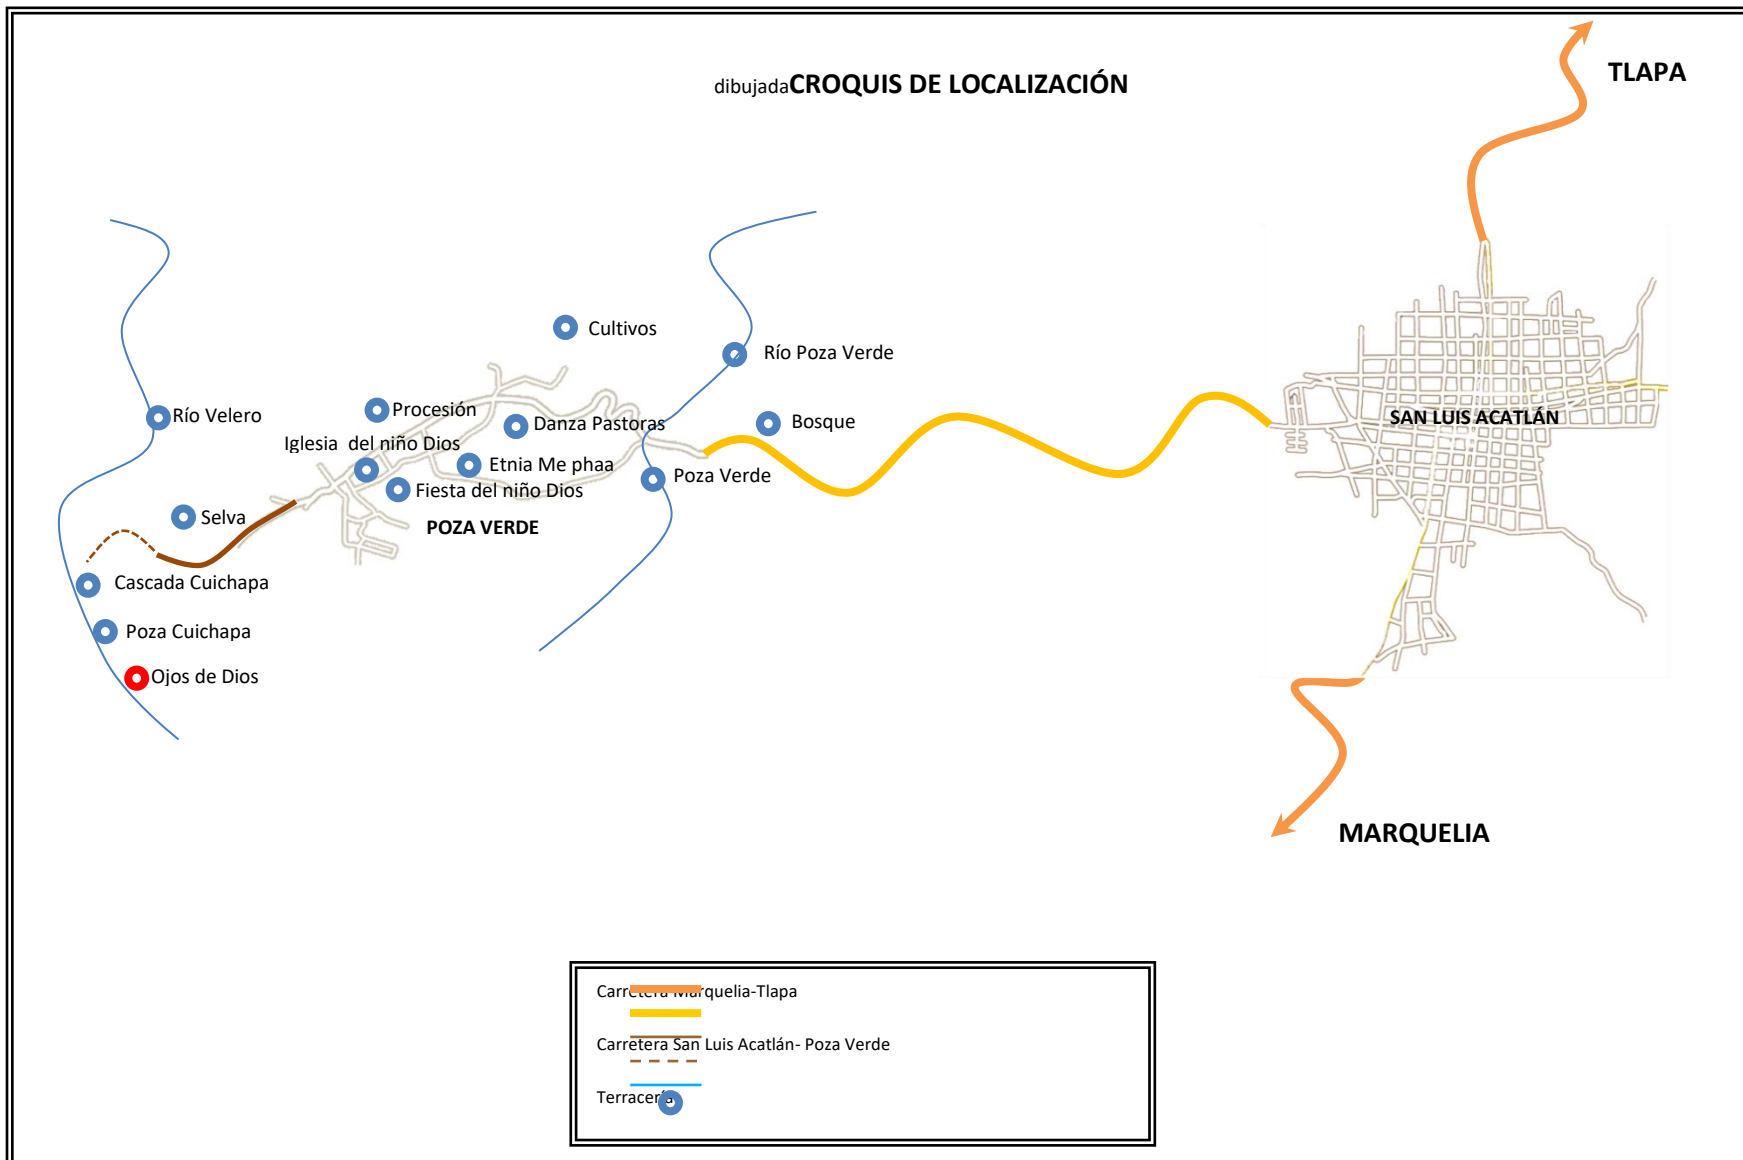 TLAPA
dibujadaCROQUIS DE LOCALIZACIÓN
Cultivos
Río Poza Verde
Río Velero
Procesión
Danza Pastoras
Bosque
SAN LUIS ACATLÁN
Iglesia del niño Dios
Etnia Me phaa
Poza Verde
Fiesta del niño Dios
Selva
POZA VERDE
Cascada Cuichapa
Poza Cuichapa
Ojos de Dios
MARQUELIA
Carretera Marquelia-Tlapa
Carretera San Luis Acatlán- Poza Verde
Terracería